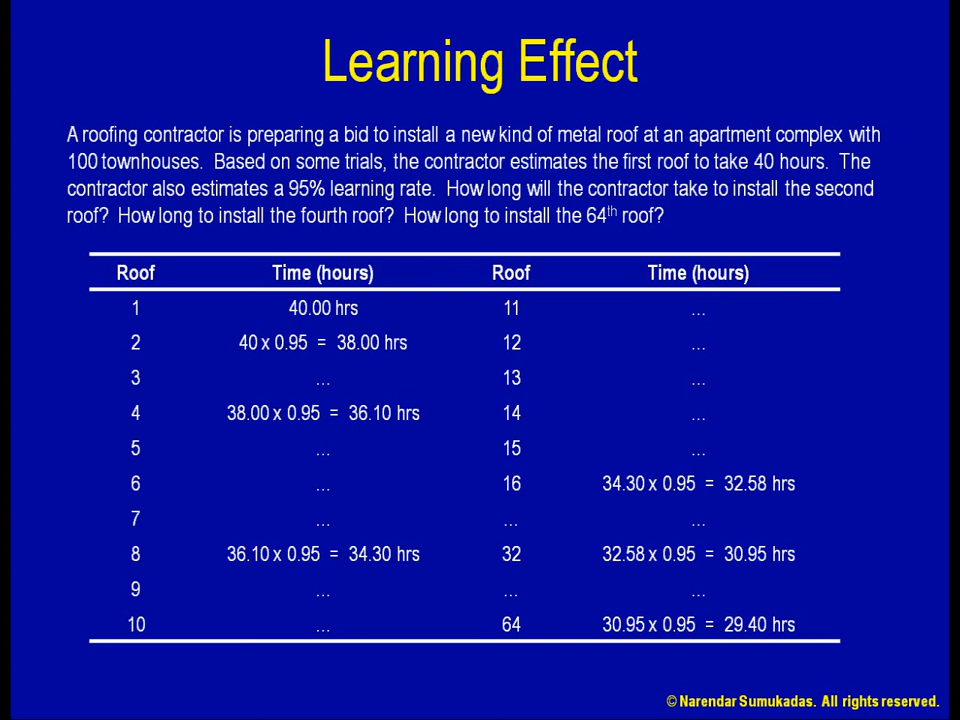 Learning Effect
A roofing contractor is preparing a bid to install a new kind of metal roof at an apartment complex with
100 townhouses. Based on some trials, the contractor estimates the first roof to take 40 hours. The
contractor also estimates a 95% learning rate. How long will the contractor take to install the second
roof? How long to install the fourth roof? How long to install the 64th roof?
Roof Time (hours) Roof Time (hours)
1 40.00 hrs 11 ...
2 40 x 0.95 = 38.00 hrs 12 ...
3 ... 13 ...
4 38.00 x 0.95 = 36.10 hrs 14 ...
5 ... 15 ...
6 ... 16 34.30 x 0.95 = 32.58 hrs
7 ... ... ...
8 36.10 x 0.95 = 34.30 hrs 32 32.58 x 0.95 = 30.95 hrs
9 ... ... ...
10 ... 64 30.95 x 0.95 = 29.40 hrs
© Narendar Sumukadas. All rights reserved.